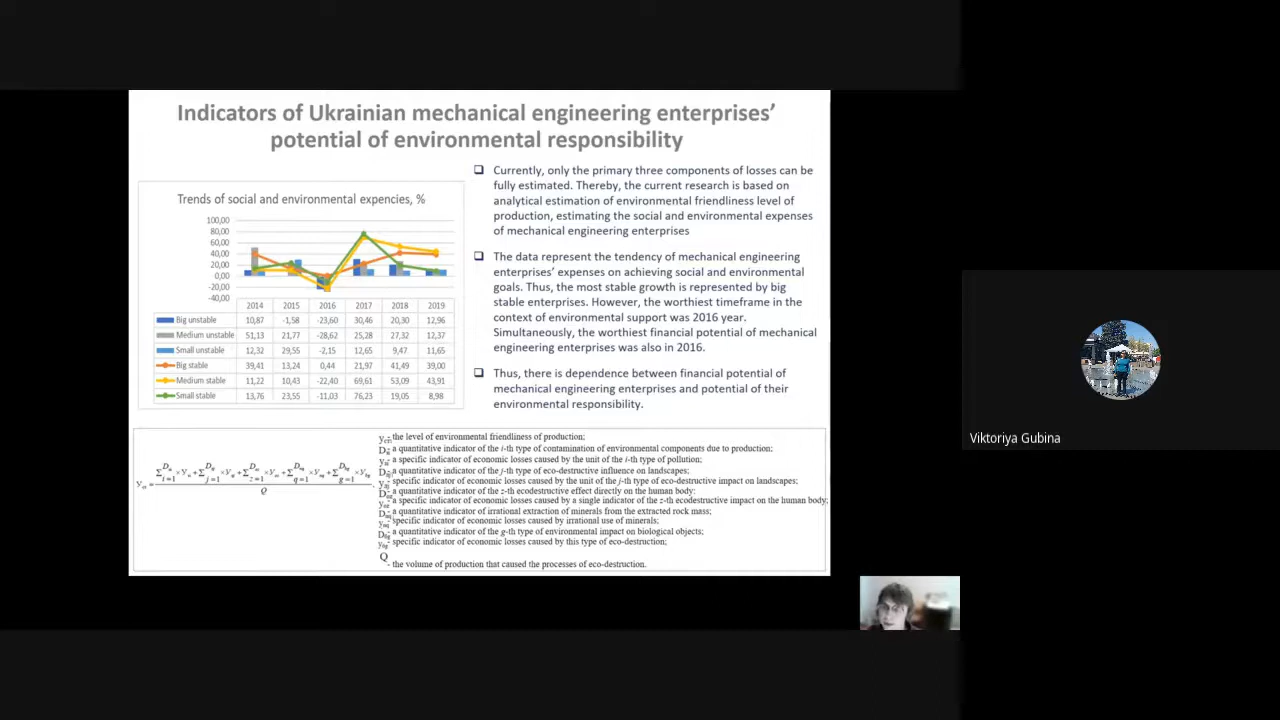 Indicators of Ukrainian mechanical engineering enterprises'
potential of environmental responsibility
Trends of social and environmental expencies, %
100,00
80,00
60,00
40,00
20,00
0,00
-20,00
-40,00
2014 2015 2016 2017 2018 2019
Big unstable 10,87 -1,58 -23,60 30,46 20,30 12,96
Medium unstable 51,13 21,77 -28,62 25,28 27,32 12,37
Small unstable 12,32 29,55 -2,15 12,65 9,47 11,65
Big stable 39,41 13,24 0,44 21,97 41,49 39,00
Medium stable 11,22 10,43 -22,40 69,61 53,09 43,91
Small stable 13,76 23,55 -11,03 76,23 19,05 8,98
Currently, only the primary three components of losses can be
fully estimated. Thereby, the current research is based on
analytical estimation of environmental friendliness level of
production, estimating the social and environmental expenses
of mechanical engineering enterprises
The data represent the tendency of mechanical engineering
enterprises' expenses on achieving social and environmental
goals. Thus, the most stable growth is represented by big
stable enterprises. However, the worthiest timeframe in the
context of environmental support was 2016 year.
Simultaneously, the worthiest financial potential of mechanical
engineering enterprises was also in 2016.
Thus, there is dependence between financial potential of
mechanical engineering enterprises and potential of their
environmental responsibility.
- the level of environmental friendliness of production;
- a quantitative indicator of the i-th type of contamination of environmental components due to production;
- a specific indicator of economic losses caused by the unit of the i-th type of pollution;
- a quantitative indicator of the j-th type of eco-destructive influence on landscapes;
- specific indicator of economic losses caused by the unit of the j-th type of eco-destructive impact on landscapes;
- a quantitative indicator of the z-th ecodestructive effect directly on the human body:
- a specific indicator of economic losses caused by a single indicator of the z-th ecodestructive impact on the human body;
- a quantitative indicator of irrational extraction of minerals from the extracted rock mass;
- specific indicator of economic losses caused by irrational use of minerals;
- a quantitative indicator of the g-th type of environmental impact on biological objects;
- specific indicator of economic losses caused by this type of eco-destruction;
Q
- the volume of production that caused the processes of eco-destruction.
Viktoriya Gubina